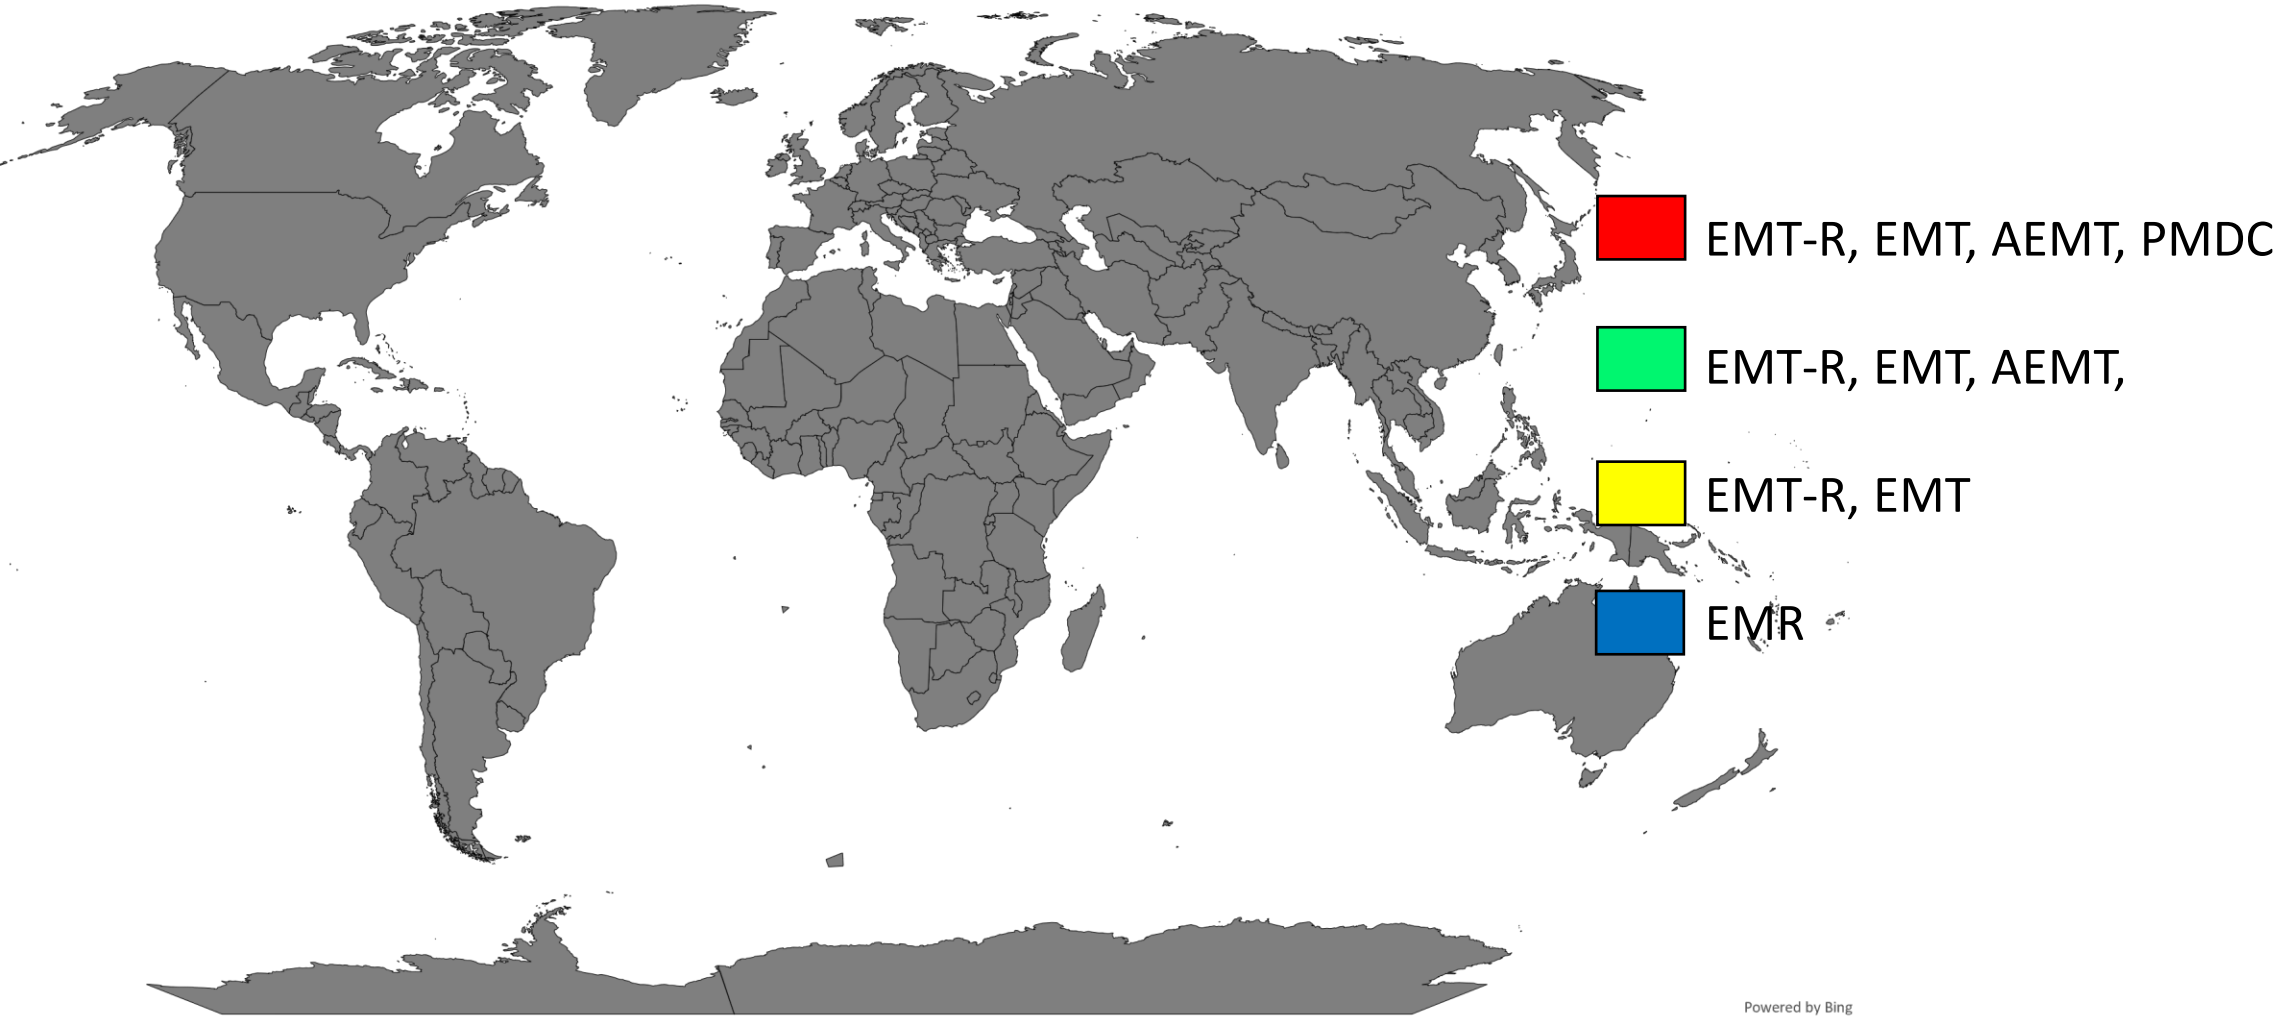 EMT-R, EMT, AEMT, PMDC
EMT-R, EMT, AEMT,
EMT-R, EMT
EMR
Powered by Bing